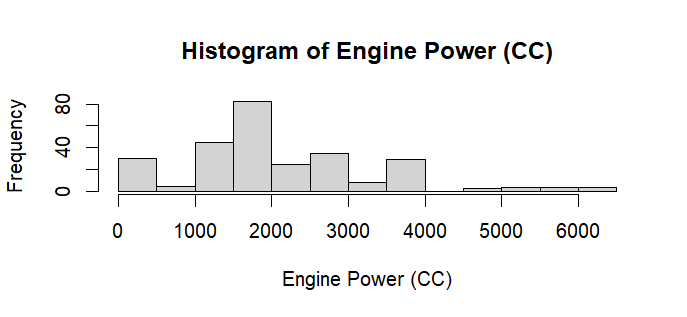 Histogram of Engine Power (CC)
Frequency
80
40
0
0 1000 2000 3000 4000 5000 6000
Engine Power (CC)